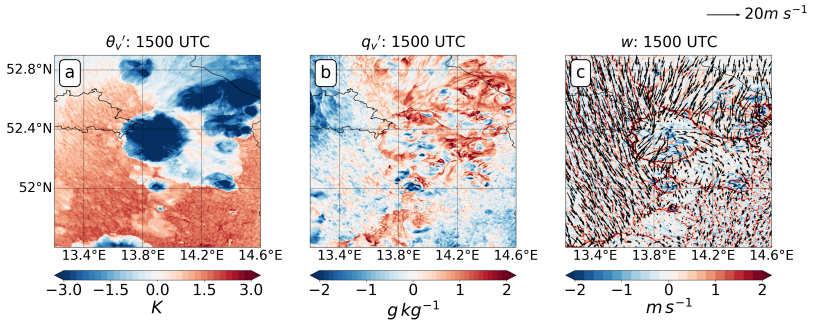 20m s⁻¹
θᵥ′: 1500 UTC
qᵥ′: 1500 UTC
w: 1500 UTC
52.8°N
a
b
c
52.4°N
52°N
13.4 13.8 14.2 14.6°E
13.4 13.8 14.2 14.6°E
13.4 13.8 14.2 14.6°E
−3.0 −1.5 0.0 1.5 3.0
−2 −1 0 1 2
−2 −1 0 1 2
K
g kg⁻¹
m s⁻¹